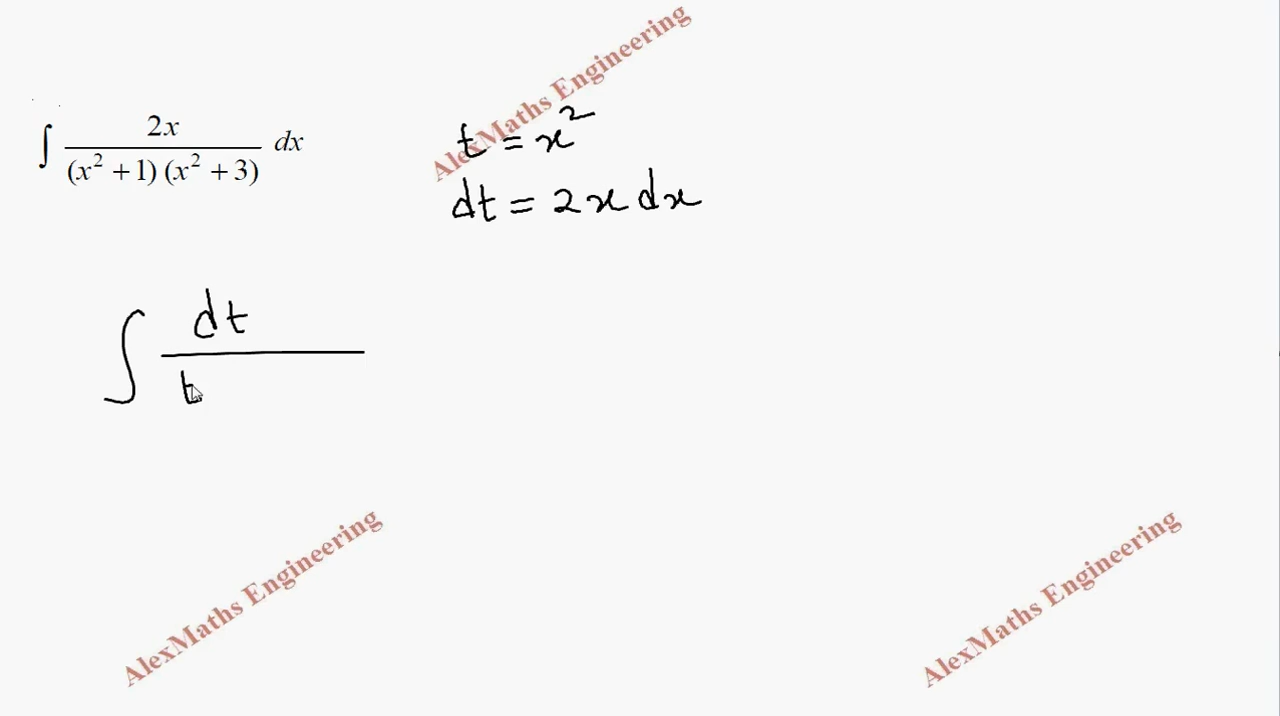 AlexMaths Engineering
∫ 2x / (x² + 1) (x² + 3) dx
t = x²
dt = 2x dx
∫ dt / t
AlexMaths Engineering
AlexMaths Engineering